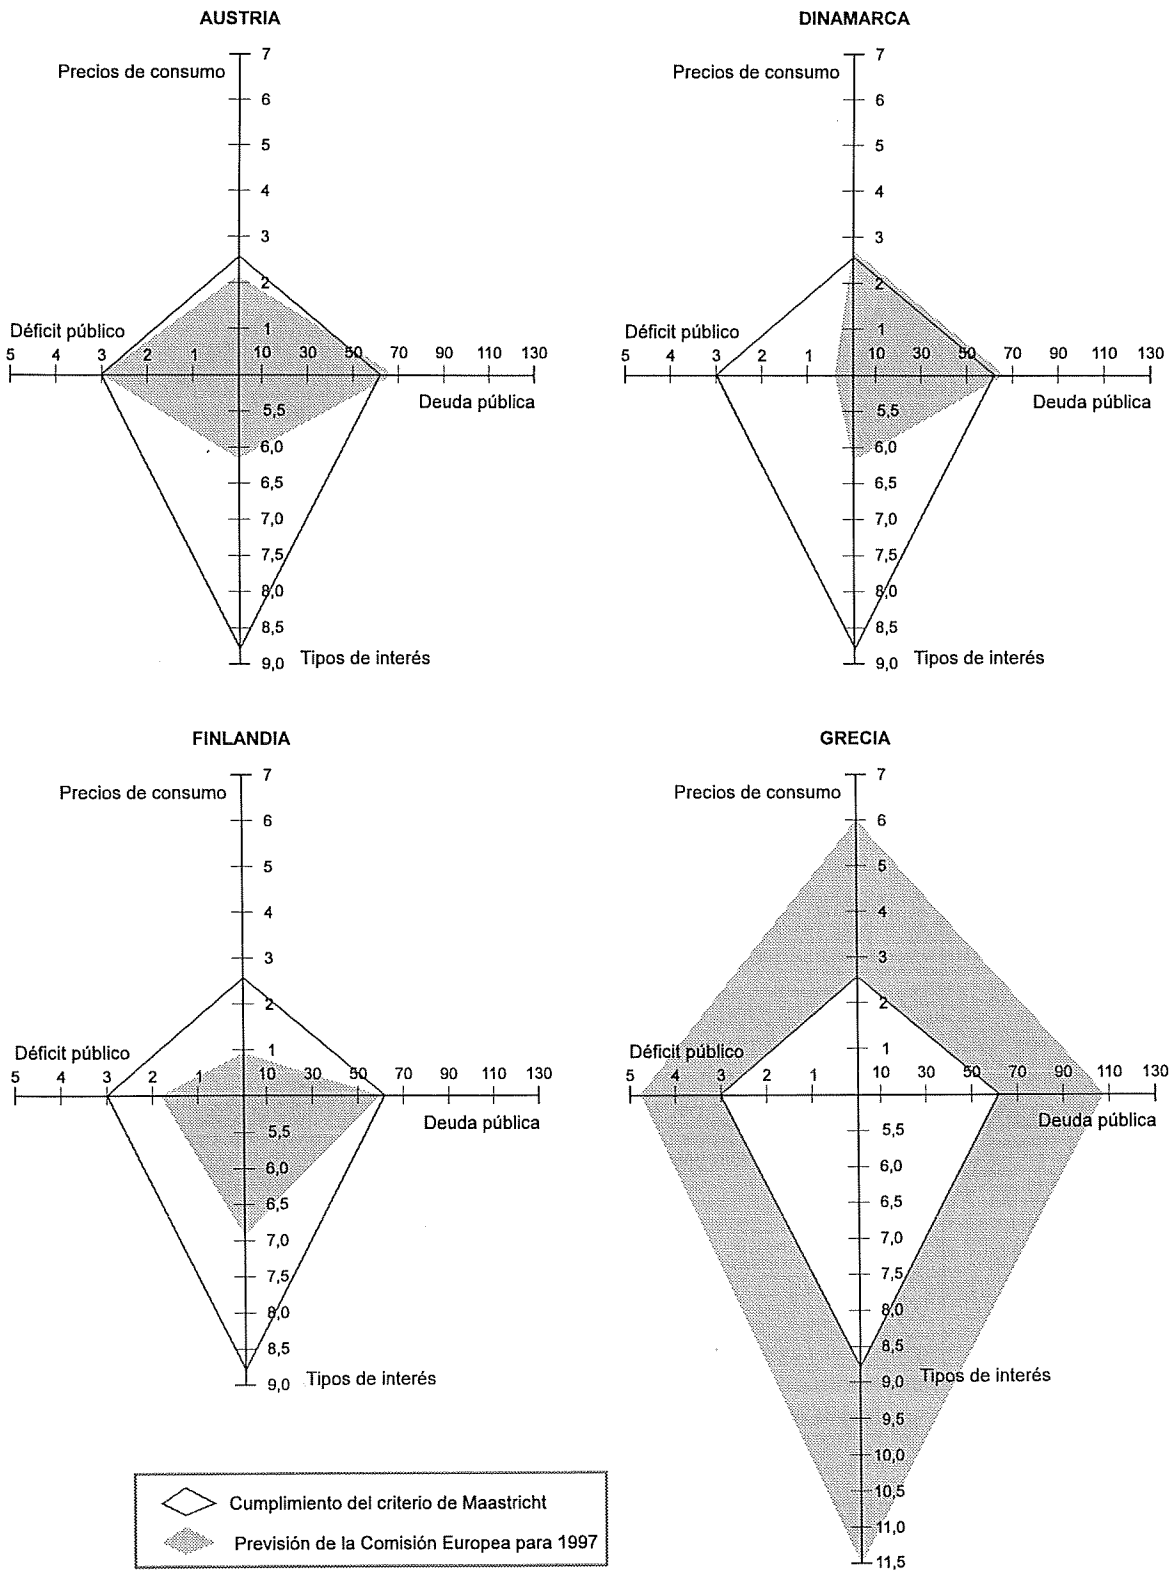 AUSTRIA
Precios de consumo
7
6
5
4
3
2
1
Déficit público
5 4 3 2 1 10 30 50 70 90 110 130
Deuda pública
5,5
6,0
6,5
7,0
7,5
8,0
8,5
9,0
Tipos de interés
DINAMARCA
Precios de consumo
7
6
5
4
3
2
1
Déficit público
5 4 3 2 1 10 30 50 70 90 110 130
Deuda pública
5,5
6,0
6,5
7,0
7,5
8,0
8,5
9,0
Tipos de interés
FINLANDIA
Precios de consumo
7
6
5
4
3
2
1
Déficit público
5 4 3 2 1 10 30 50 70 90 110 130
Deuda pública
5,5
6,0
6,5
7,0
7,5
8,0
8,5
9,0
Tipos de interés
GRECIA
Precios de consumo
7
6
5
4
3
2
1
Déficit público
5 4 3 2 1 10 30 50 70 90 110 130
Deuda pública
5,5
6,0
6,5
7,0
7,5
8,0
8,5
Tipos de interés
9,0
9,5
10,0
10,5
11,0
11,5
Cumplimiento del criterio de Maastricht
Previsión de la Comisión Europea para 1997